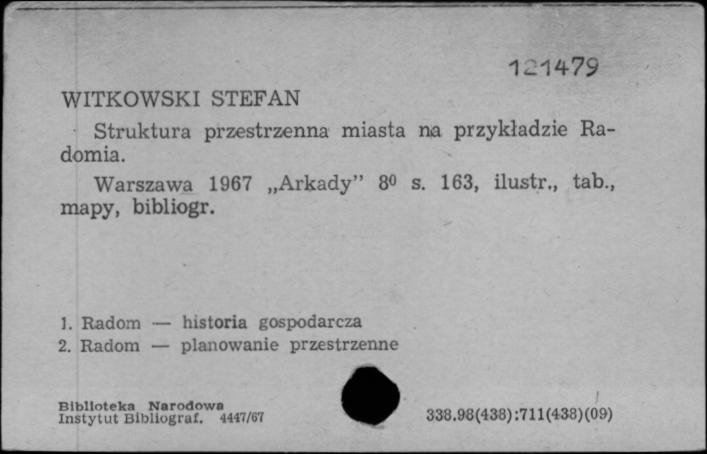 121479
WITKOWSKI STEFAN
Struktura przestrzenna miasta na przykładzie Ra-
domia.
Warszawa 1967 „Arkady” 8⁰ s. 163, ilustr., tab.,
mapy, bibliogr.
1. Radom — historia gospodarcza
2. Radom — planowanie przestrzenne
Biblioteka Narodowa
Instytut Bibliograf. 4447/67
338.98(438):711(438)(09)